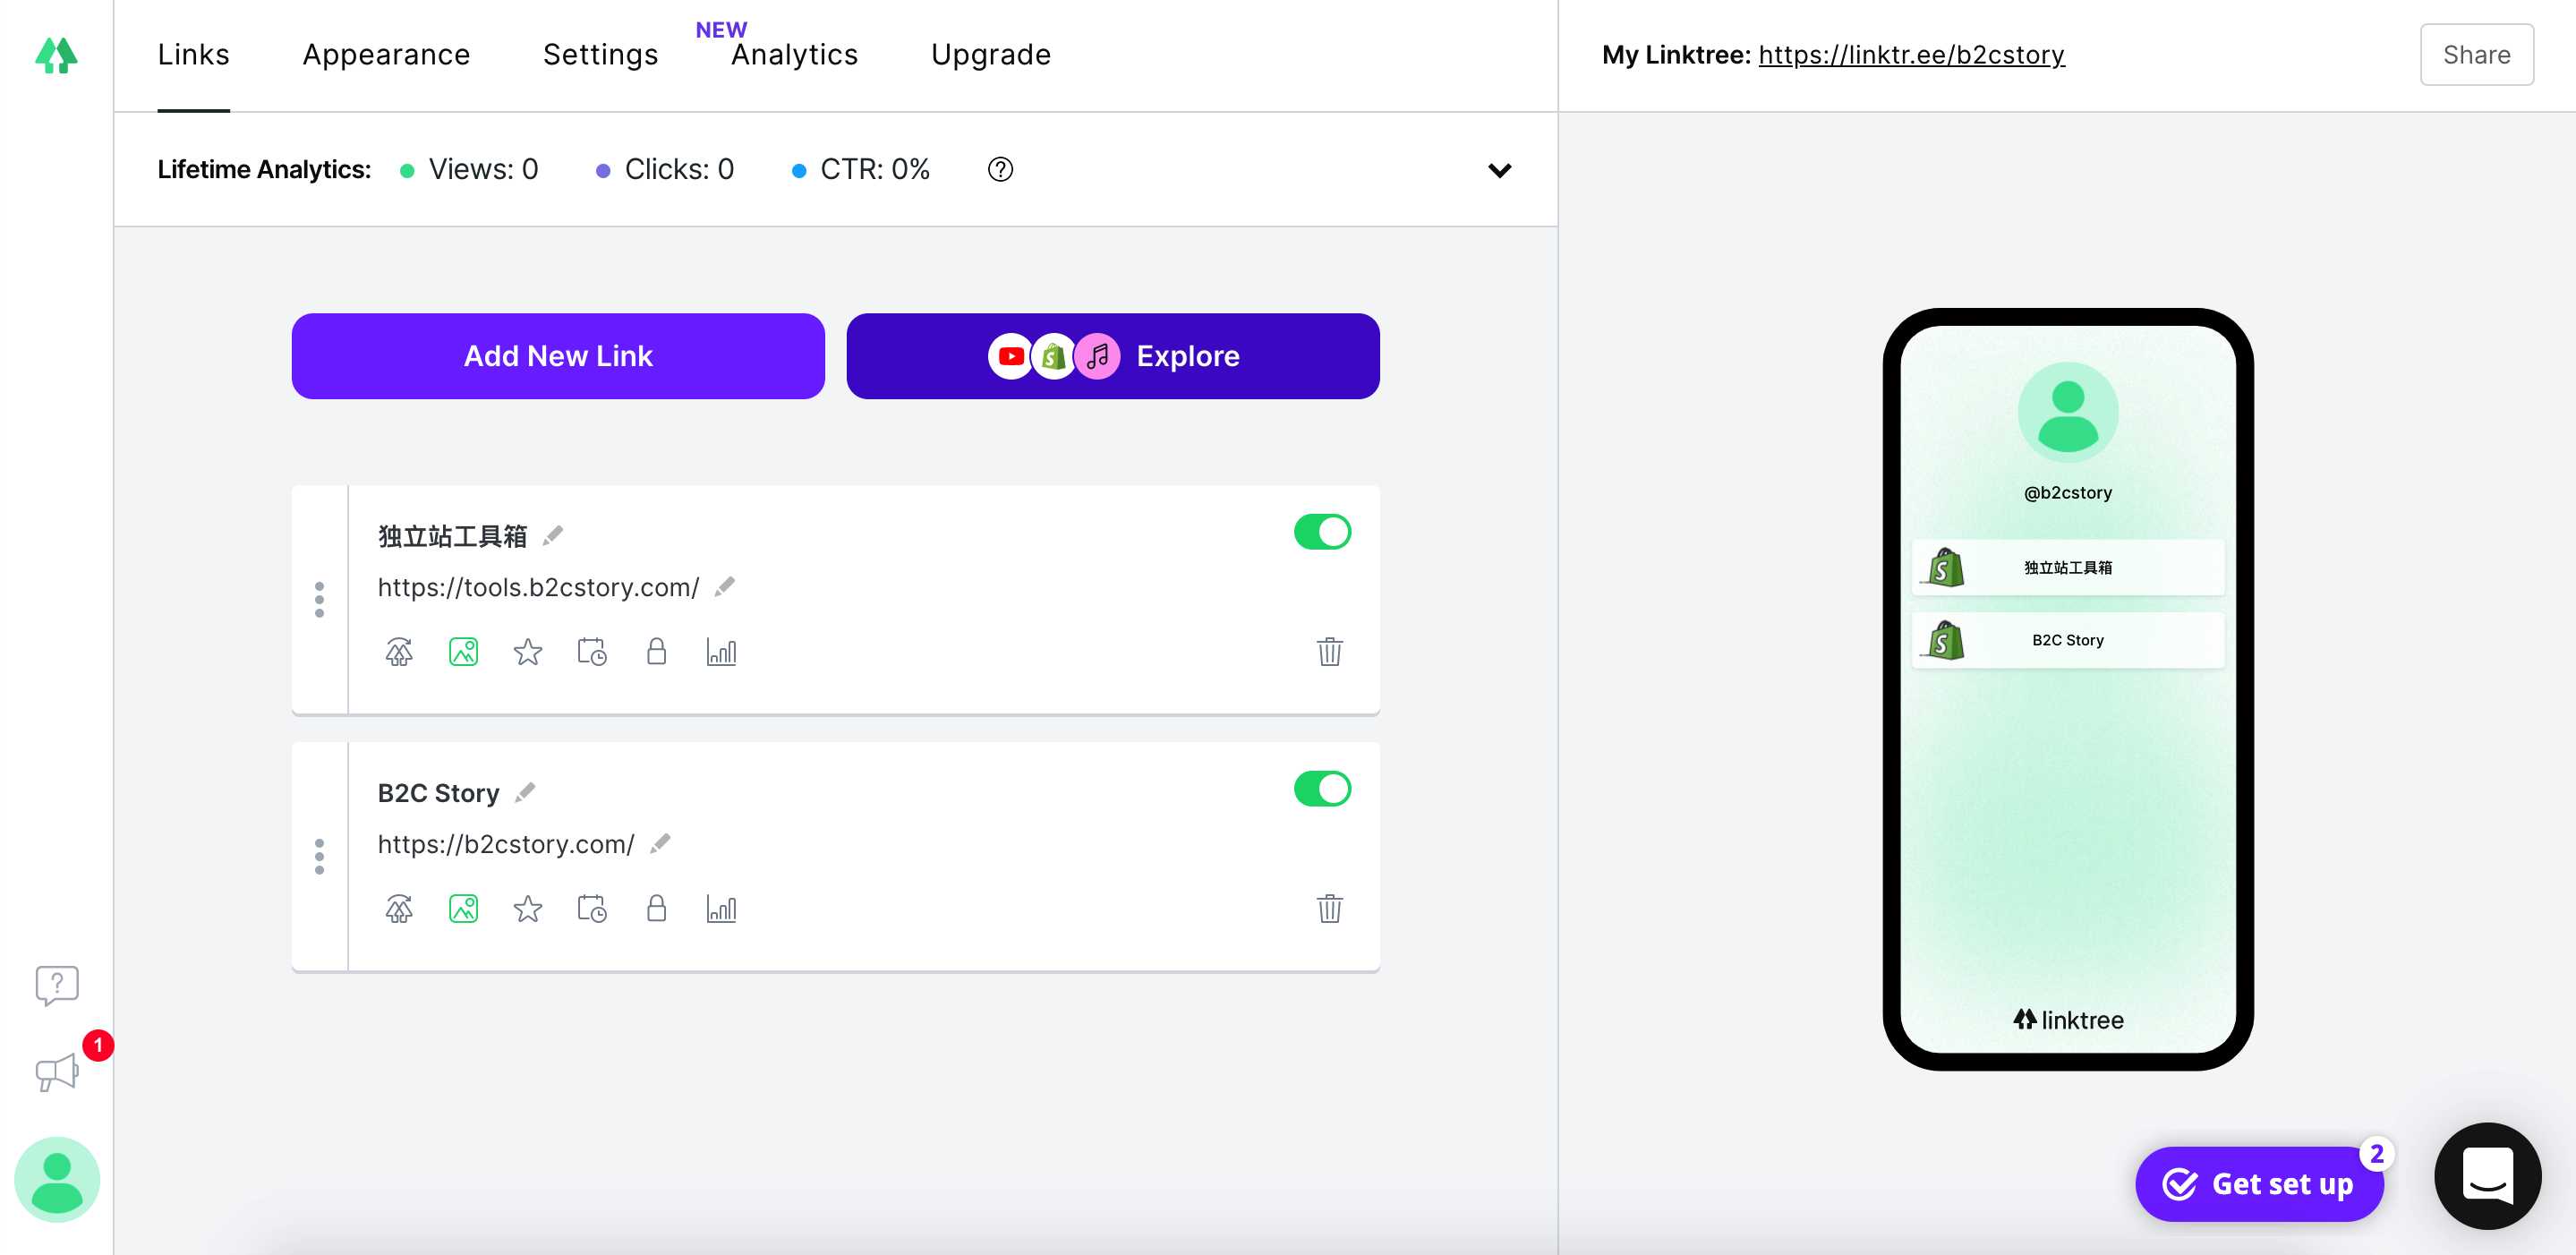 Links
Appearance
Settings
NEW
Analytics
Upgrade
My Linktree: https://linktr.ee/b2cstory
Share
Lifetime Analytics:
Views: 0
Clicks: 0
CTR: 0%
?
Add New Link
Explore
独立站工具箱
https://tools.b2cstory.com/
B2C Story
https://b2cstory.com/
?
1
@b2cstory
独立站工具箱
B2C Story
linktree
Get set up
2